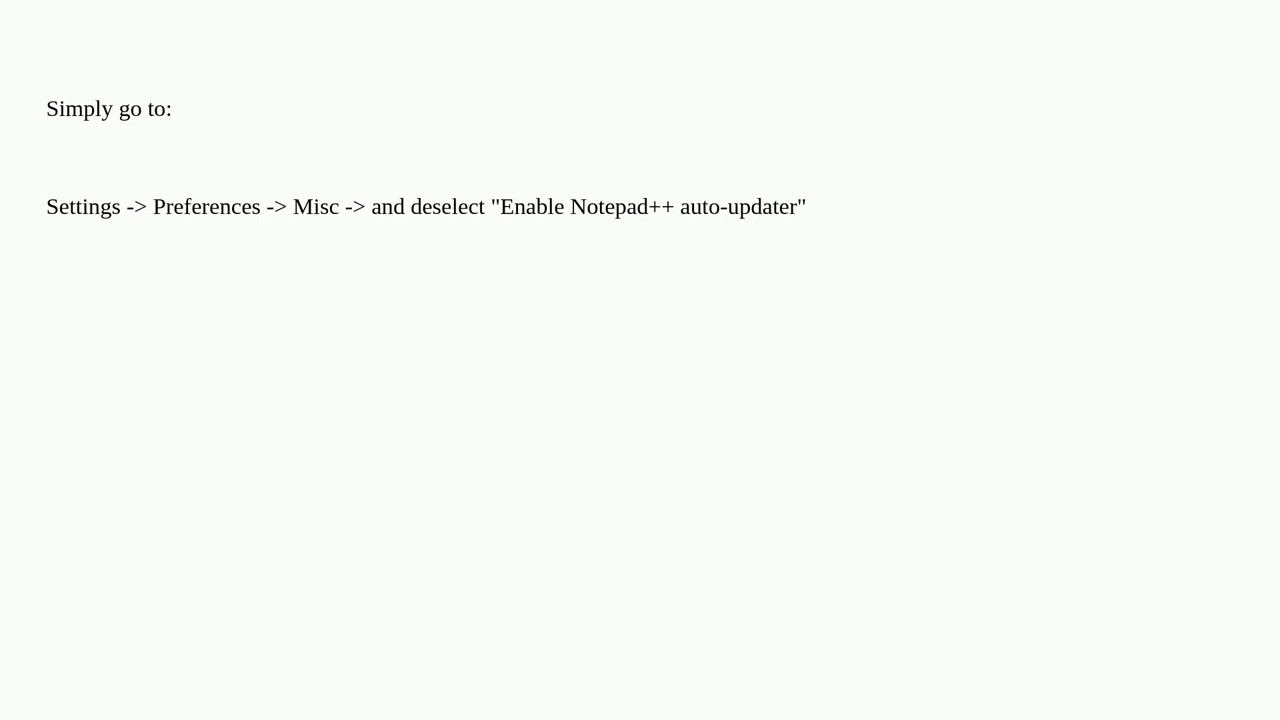 Simply go to:
Settings -> Preferences -> Misc -> and deselect "Enable Notepad++ auto-updater"